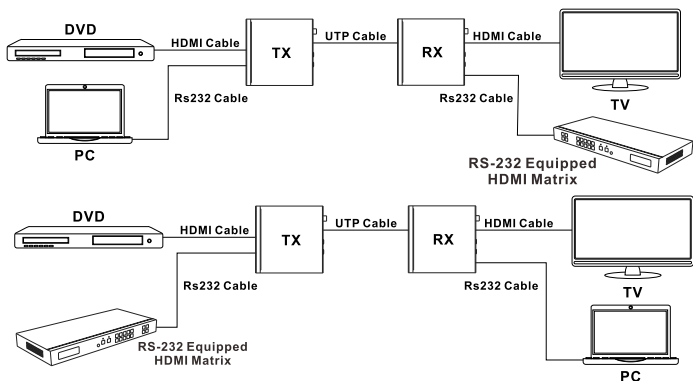 DVD
HDMI Cable
TX
UTP Cable
RX
HDMI Cable
TV
Rs232 Cable
PC
Rs232 Cable
RS-232 Equipped
HDMI Matrix
DVD
HDMI Cable
TX
UTP Cable
RX
HDMI Cable
TV
Rs232 Cable
RS-232 Equipped
HDMI Matrix
Rs232 Cable
PC